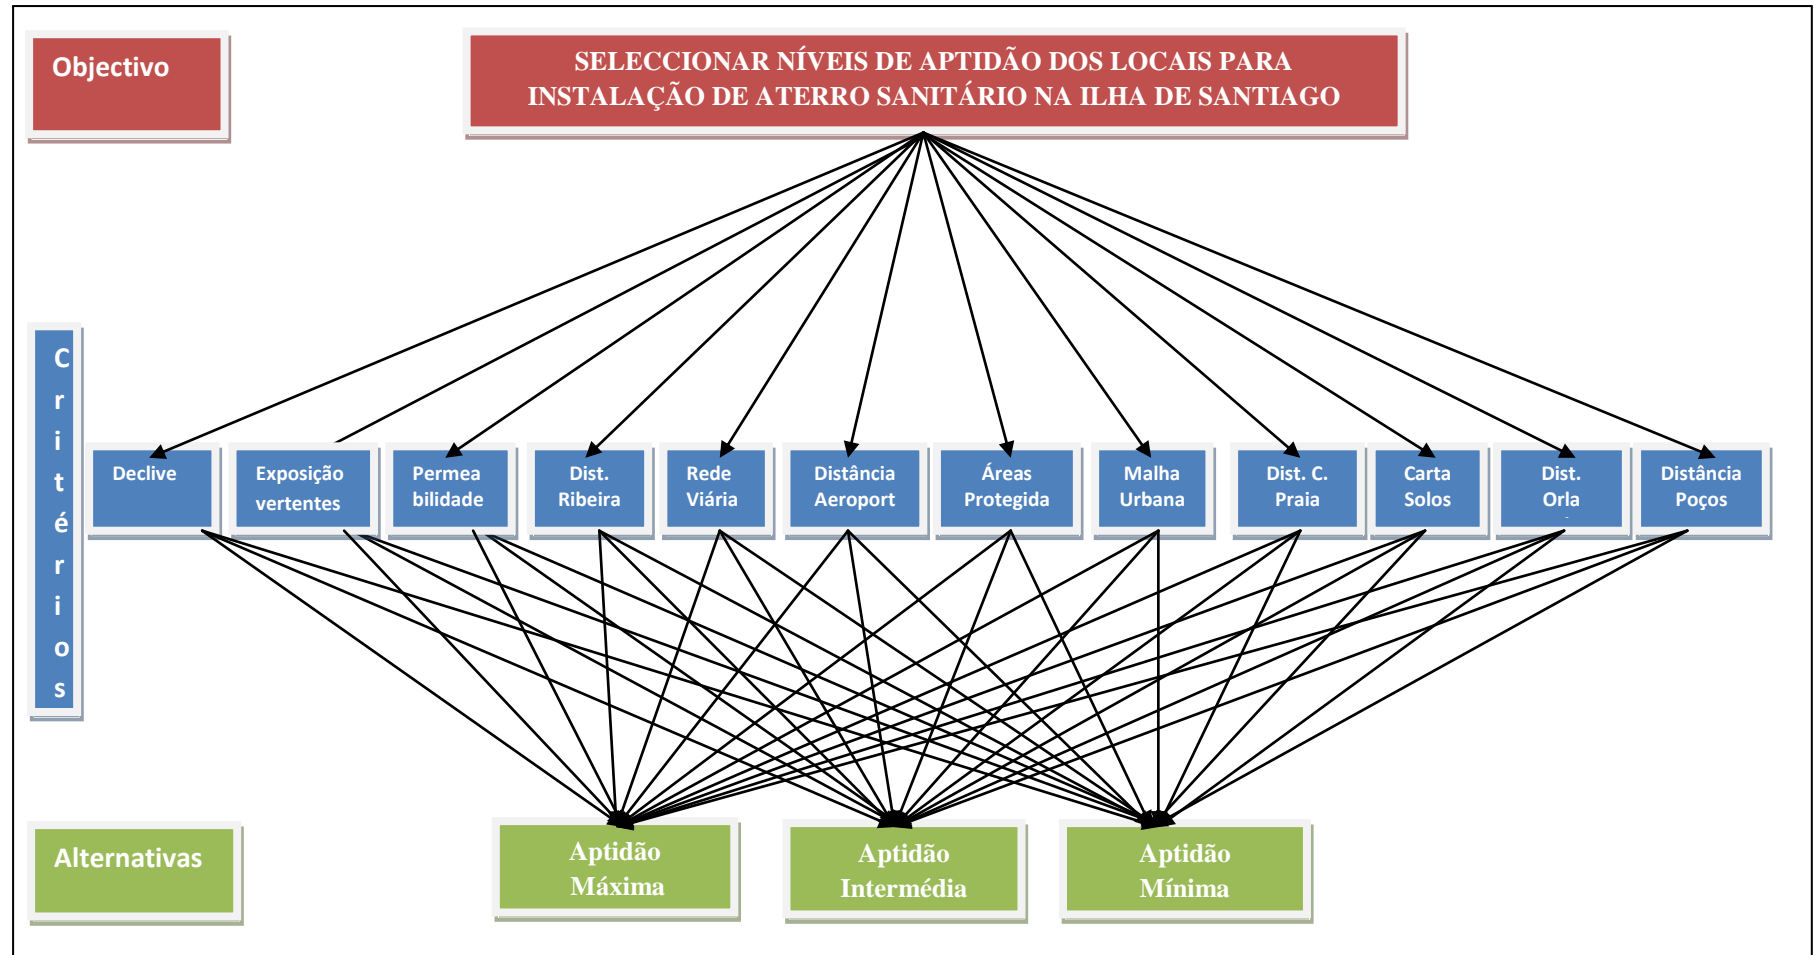 Objectivo
SELECCIONAR NÍVEIS DE APTIDÃO DOS LOCAIS PARA
INSTALAÇÃO DE ATERRO SANITÁRIO NA ILHA DE SANTIAGO
Critérios
Declive
Exposição
vertentes
Permea
bilidade
Dist.
Ribeira
Rede
Viária
Distância
Aeroport
Áreas
Protegida
Malha
Urbana
Dist. C.
Praia
Carta
Solos
Dist.
Orla
Distância
Poços
Alternativas
Aptidão
Máxima
Aptidão
Intermédia
Aptidão
Mínima